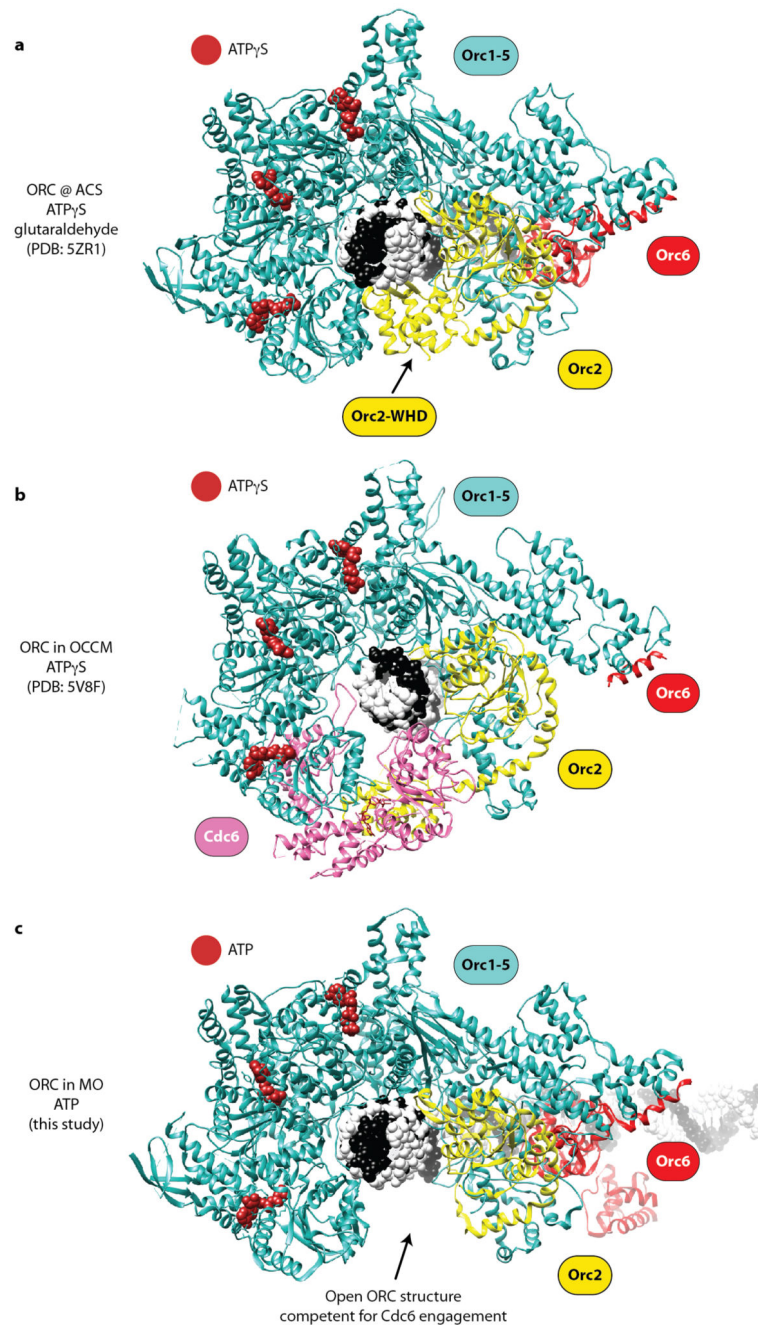 a
ATPγS
Orc1-5
ORC @ ACS
ATPγS
glutaraldehyde
(PDB: 5ZR1)
Orc6
Orc2
Orc2-WHD
b
ATPγS
Orc1-5
ORC in OCCM
ATPγS
(PDB: 5V8F)
Orc6
Orc2
Cdc6
c
ATP
Orc1-5
ORC in MO
ATP
(this study)
Orc6
Orc2
Open ORC structure
competent for Cdc6 engagement